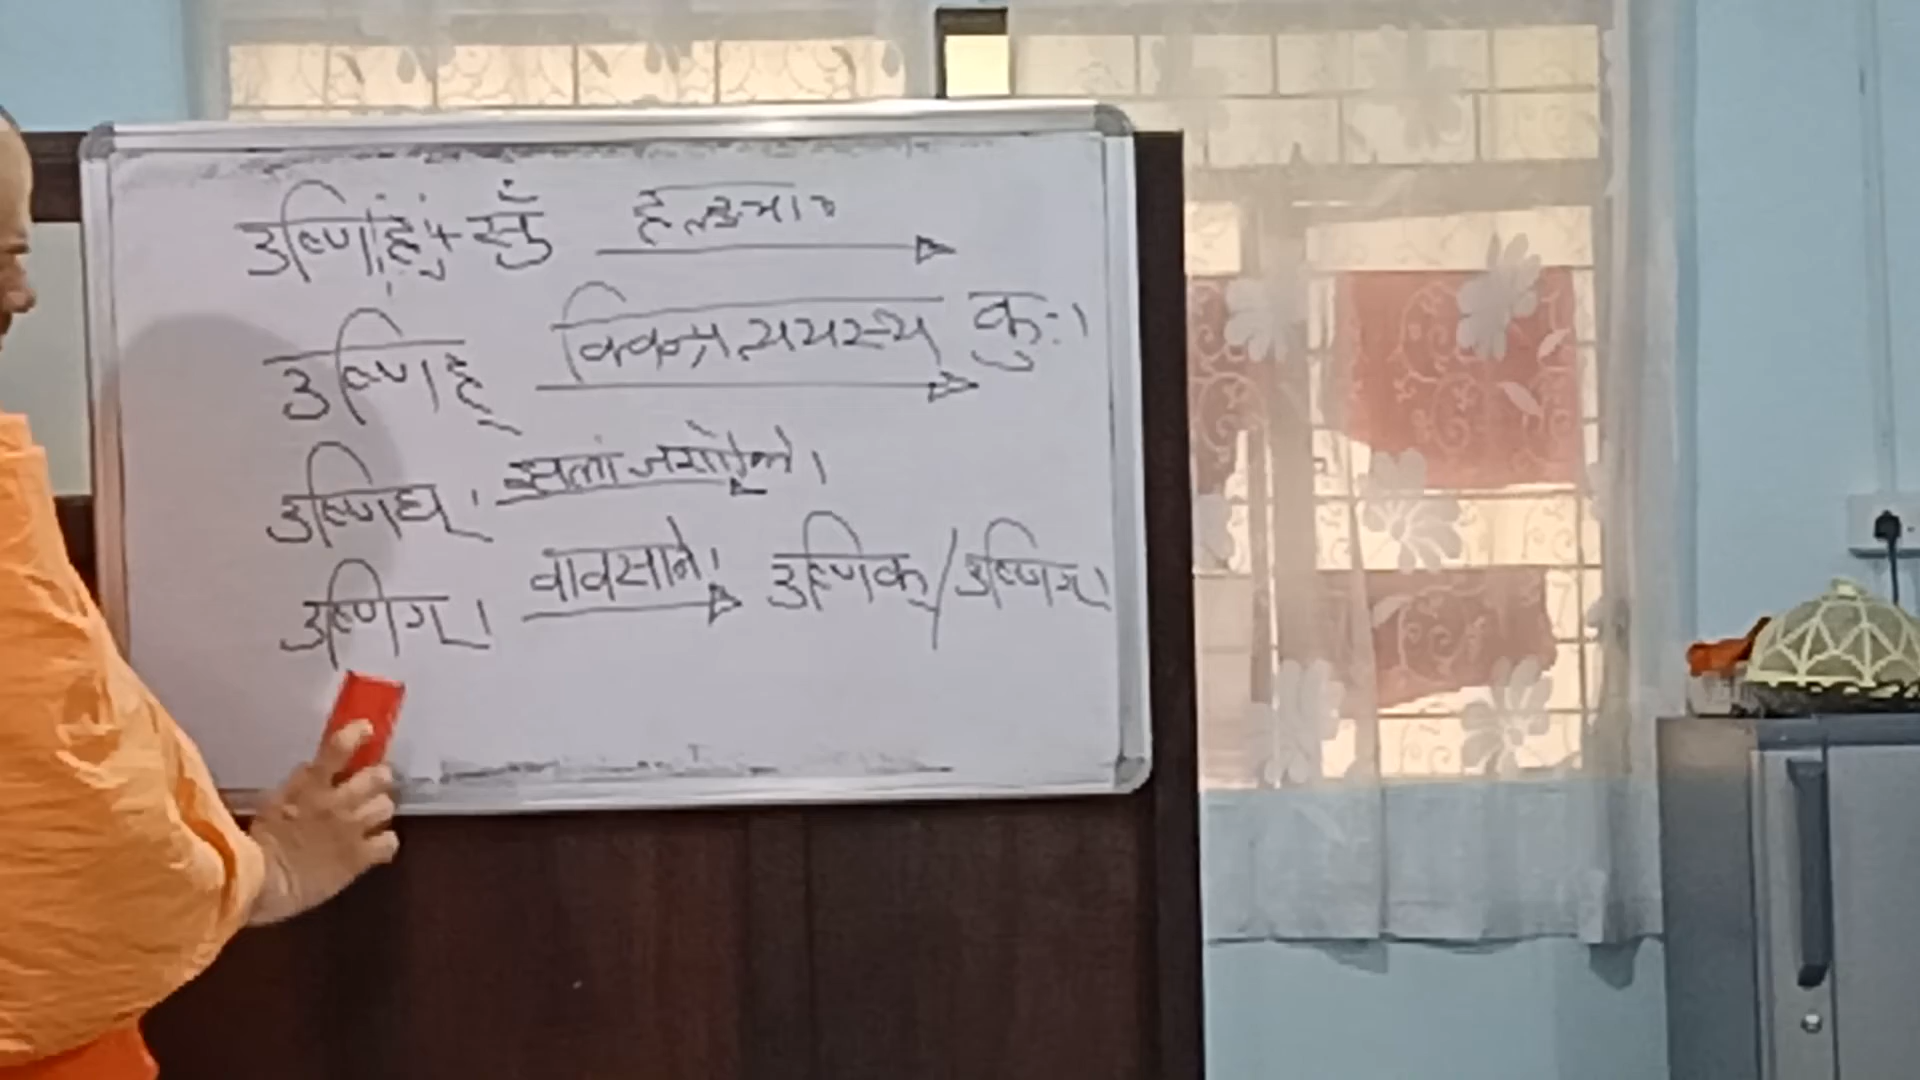 उष्णिह् + सुँ हल्ङ्याब्
उष्णिह् क्विन्प्रत्ययस्य कुः।
उष्णिघ्। झलां जशोऽन्ते।
उष्णिग्। वावसाने। उष्णिक्/उष्णिग्।